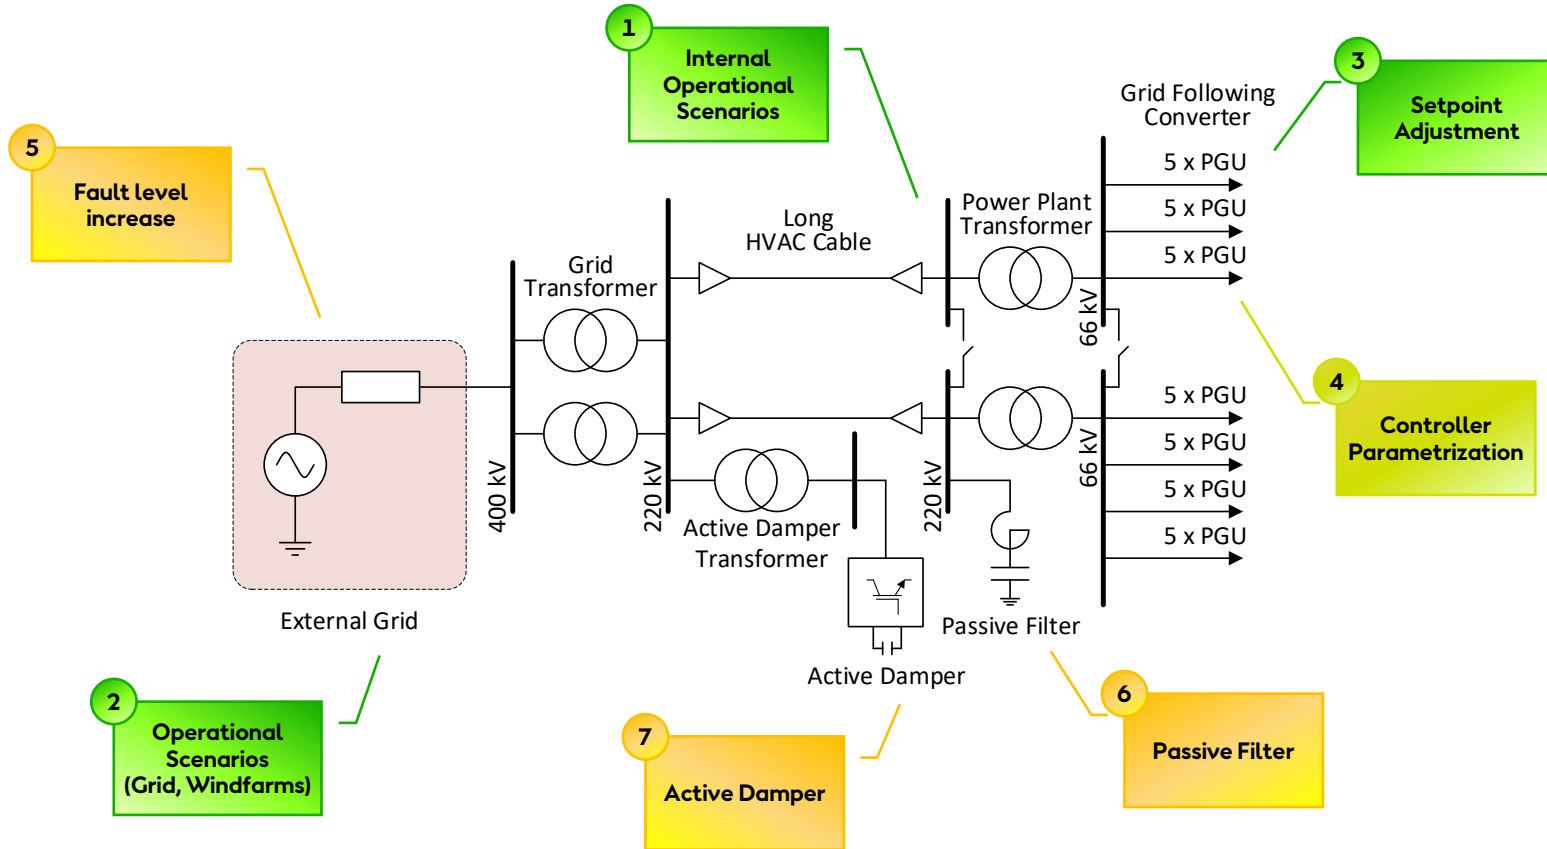 1
Internal
Operational
Scenarios
3
Setpoint
Adjustment
Grid Following
Converter
5
Fault level
increase
5 x PGU
5 x PGU
5 x PGU
Power Plant
Transformer
Long
HVAC Cable
Grid
Transformer
66 kV
4
Controller
Parametrization
5 x PGU
5 x PGU
5 x PGU
5 x PGU
400 kV
220 kV
220 kV
66 kV
Active Damper
Transformer
External Grid
Passive Filter
Active Damper
2
Operational
Scenarios
(Grid, Windfarms)
7
Active Damper
6
Passive Filter